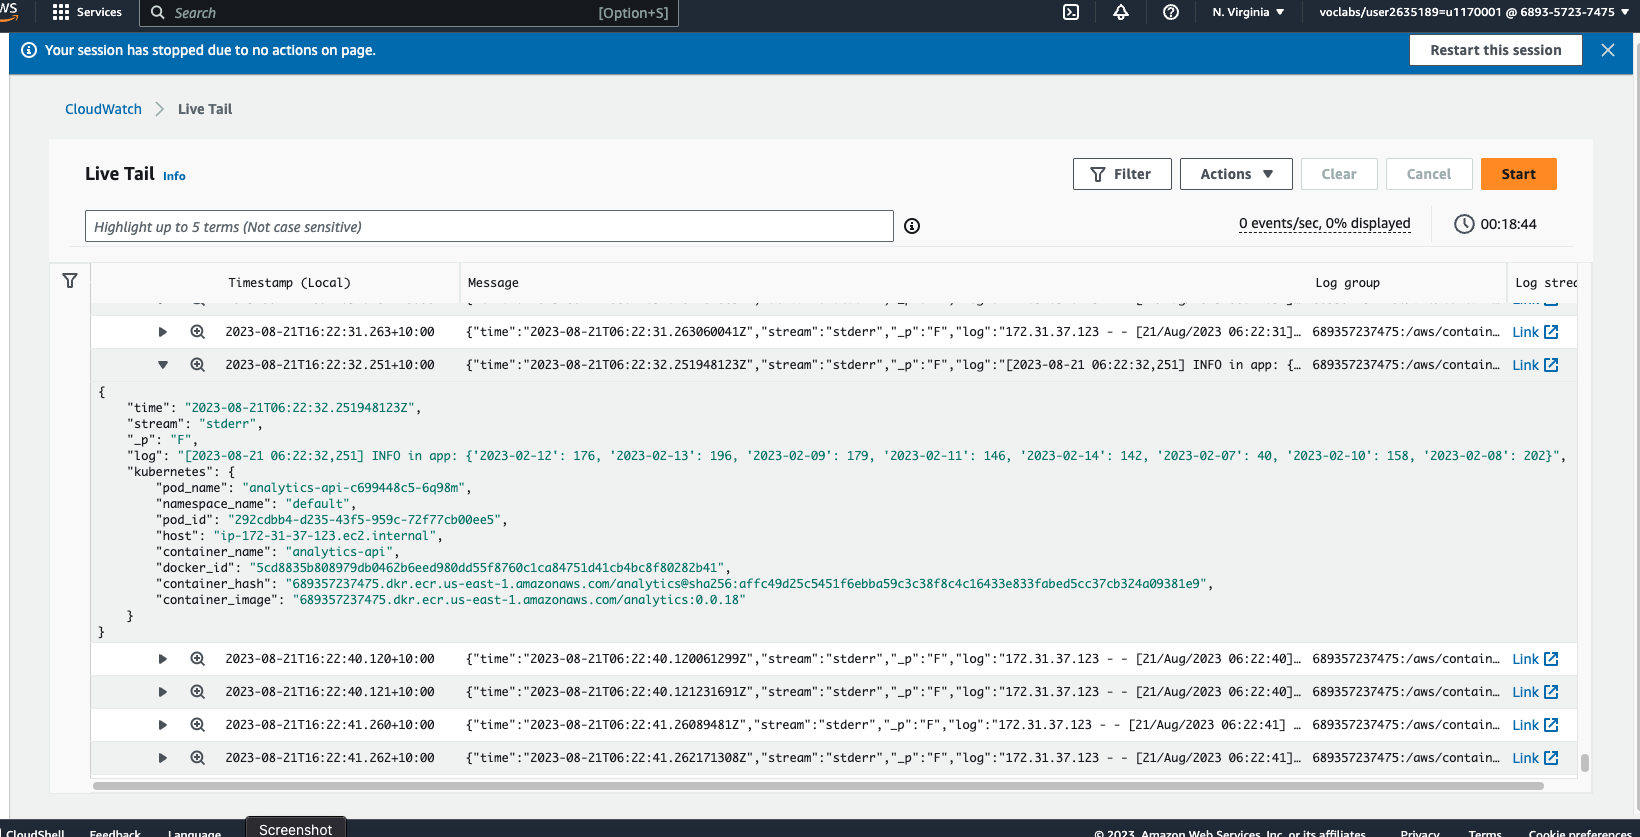 Services
Search
[Option+S]
N. Virginia
voclabs/user2635189=u1170001 @ 6893-5723-7475
Your session has stopped due to no actions on page.
Restart this session
CloudWatch
Live Tail
Live Tail Info
Filter
Actions
Clear
Cancel
Start
Highlight up to 5 terms (Not case sensitive)
0 events/sec, 0% displayed
00:18:44
Timestamp (Local) Message Log group
2023-08-21T16:22:31.263+10:00 {"time":"2023-08-21T06:22:31.263060041Z","stream":"stderr","_p":"F","log":"172.31.37.123 - - [21/Aug/2023 06:22:31]… 689357237475:/aws/contain… Link
2023-08-21T16:22:32.251+10:00 {"time":"2023-08-21T06:22:32.251948123Z","stream":"stderr","_p":"F","log":"[2023-08-21 06:22:32,251] INFO in app: {… 689357237475:/aws/contain… Link
{
"time": "2023-08-21T06:22:32.251948123Z",
"stream": "stderr",
"_p": "F",
"log": "[2023-08-21 06:22:32,251] INFO in app: {'2023-02-12': 176, '2023-02-13': 196, '2023-02-09': 179, '2023-02-11': 146, '2023-02-14': 142, '2023-02-07': 40, '2023-02-10': 158, '2023-02-08': 202}",
"kubernetes": {
"pod_name": "analytics-api-c699448c5-6q98m",
"namespace_name": "default",
"pod_id": "292cdbb4-d235-43f5-959c-72f77cb00ee5",
"host": "ip-172-31-37-123.ec2.internal",
"container_name": "analytics-api",
"docker_id": "5cd8835b808979db0462b6eed980dd55f8760c1ca84751d41cb4bc8f80282b41",
"container_hash": "689357237475.dkr.ecr.us-east-1.amazonaws.com/analytics@sha256:affc49d25c5451f6ebba59c3c38f8c4c16433e833fabed5cc37cb324a09381e9",
"container_image": "689357237475.dkr.ecr.us-east-1.amazonaws.com/analytics:0.0.18"
}
}
2023-08-21T16:22:40.120+10:00 {"time":"2023-08-21T06:22:40.120061299Z","stream":"stderr","_p":"F","log":"172.31.37.123 - - [21/Aug/2023 06:22:40]… 689357237475:/aws/contain… Link
2023-08-21T16:22:40.121+10:00 {"time":"2023-08-21T06:22:40.121231691Z","stream":"stderr","_p":"F","log":"172.31.37.123 - - [21/Aug/2023 06:22:40]… 689357237475:/aws/contain… Link
2023-08-21T16:22:41.260+10:00 {"time":"2023-08-21T06:22:41.26089481Z","stream":"stderr","_p":"F","log":"172.31.37.123 - - [21/Aug/2023 06:22:41] … 689357237475:/aws/contain… Link
2023-08-21T16:22:41.262+10:00 {"time":"2023-08-21T06:22:41.262171308Z","stream":"stderr","_p":"F","log":"172.31.37.123 - - [21/Aug/2023 06:22:41]… 689357237475:/aws/contain… Link
CloudShell Feedback Language Screenshot © 2023, Amazon Web Services, Inc. or its affiliates. Privacy Terms Cookie preferences